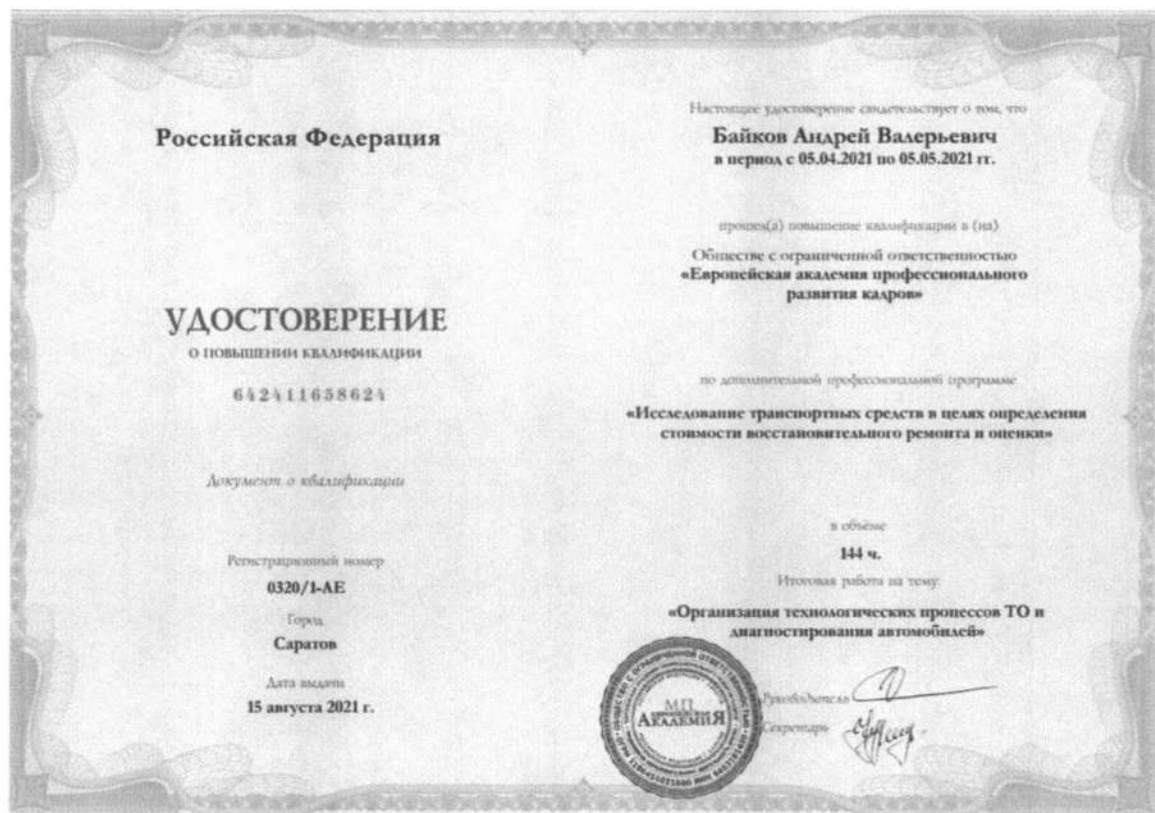 Российская Федерация
УДОСТОВЕРЕНИЕ
О ПОВЫШЕНИИ КВАЛИФИКАЦИИ
642411658624
Документ о квалификации
Регистрационный номер
0320/1-АЕ
Город
Саратов
Дата выдачи
15 августа 2021 г.
Настоящее удостоверение свидетельствует о том, что
Байков Андрей Валерьевич
в период с 05.04.2021 по 05.05.2021 гг.
прошел(а) повышение квалификации в (на)
Обществе с ограниченной ответственностью
«Европейская академия профессионального
развития кадров»
по дополнительной профессиональной программе
«Исследование транспортных средств в целях определения
стоимости восстановительного ремонта и оценки»
в объеме
144 ч.
Итоговая работа на тему:
«Организация технологических процессов ТО и
диагностирования автомобилей»
М.П.
АКАДЕМИЯ
ОБЩЕСТВО С ОГРАНИЧЕННОЙ ОТВЕТСТВЕННОСТЬЮ
Руководитель
Секретарь